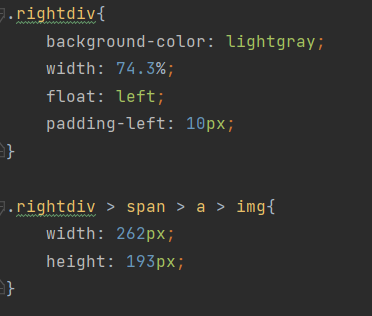 .rightdiv{
    background-color: lightgray;
    width: 74.3%;
    float: left;
    padding-left: 10px;
}
.rightdiv > span > a > img{
    width: 262px;
    height: 193px;
}